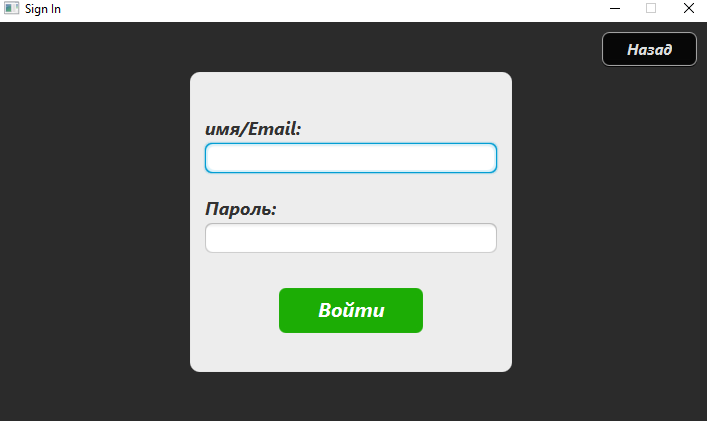 Sign In
Назад
имя/Email:
Пароль:
Войти